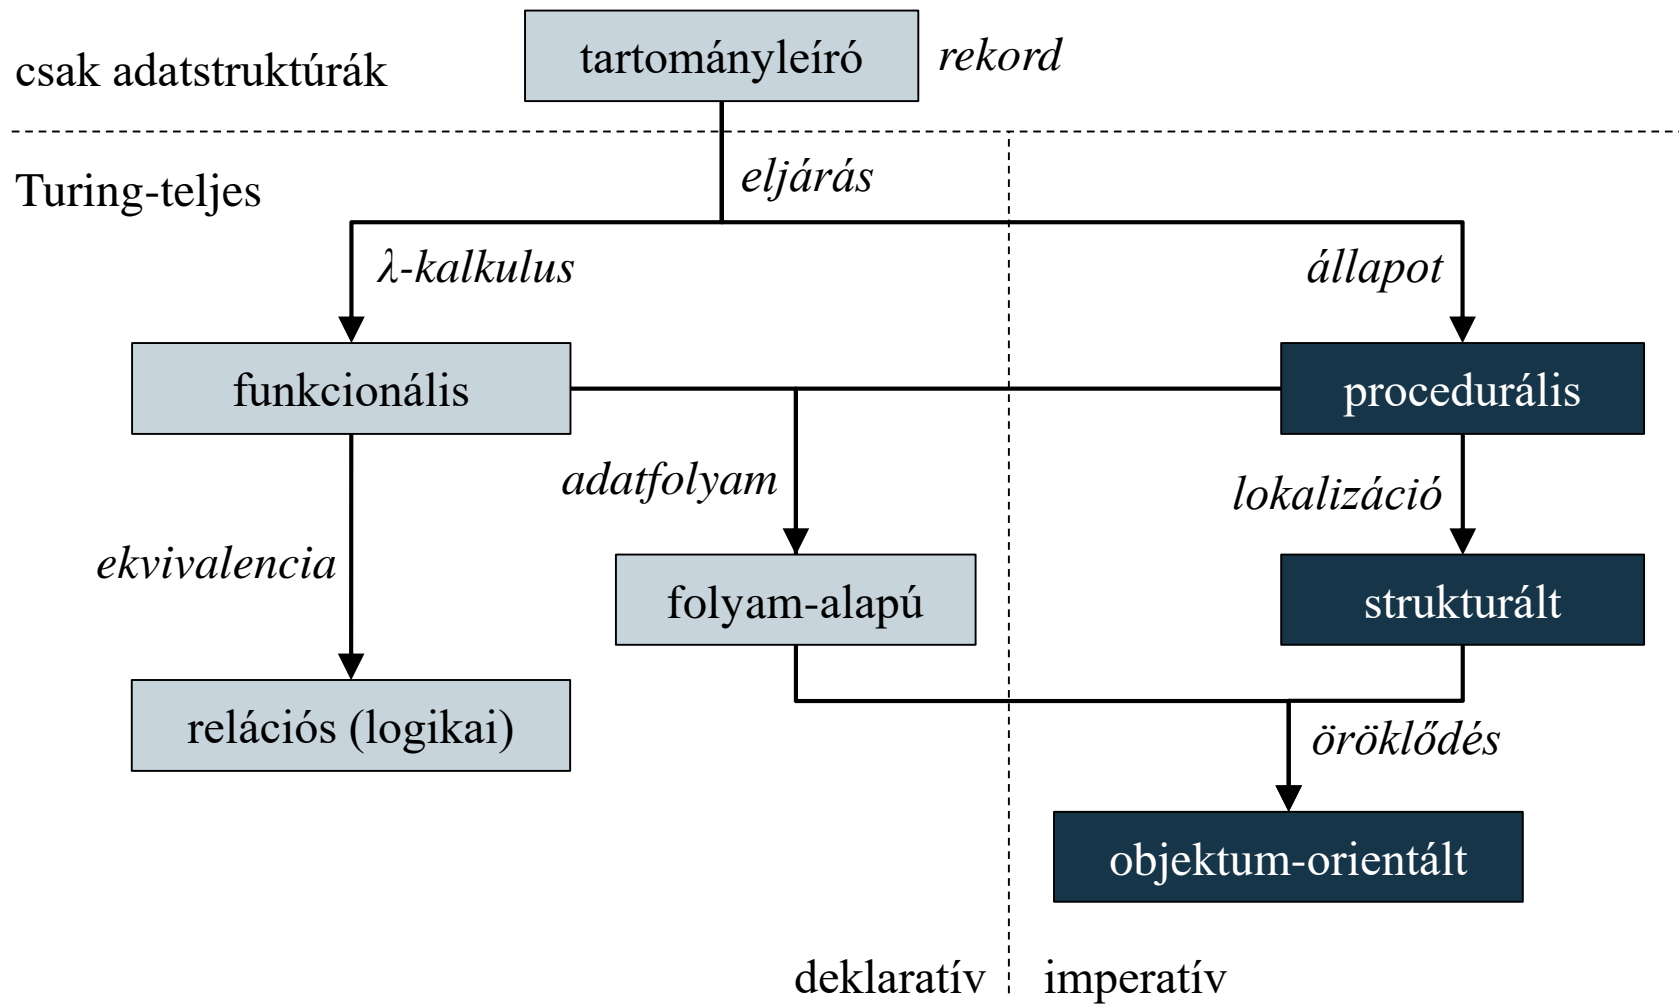 tartományleíró
rekord
csak adatstruktúrák
eljárás
Turing-teljes
λ-kalkulus
állapot
funkcionális
procedurális
adatfolyam
lokalizáció
ekvivalencia
folyam-alapú
strukturált
relációs (logikai)
öröklődés
objektum-orientált
deklaratív
imperatív